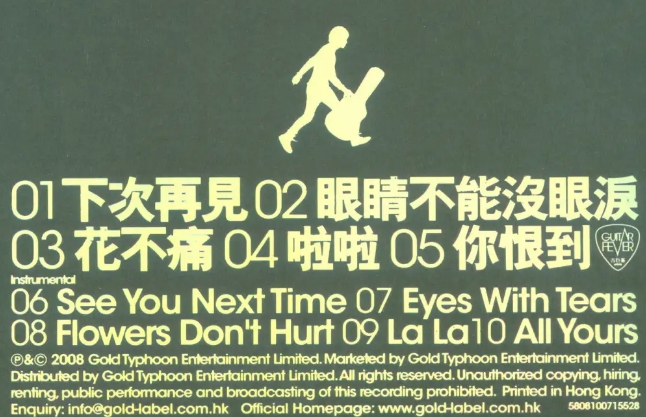 01 下次再見 02 眼睛不能沒眼淚
03 花不痛 04 啦啦 05 你恨到
GUITAR
FEVER
Instrumental
06 See You Next Time 07 Eyes With Tears
08 Flowers Don't Hurt 09 La La 10 All Yours
℗&© 2008 Gold Typhoon Entertainment Limited. Marketed by Gold Typhoon Entertainment Limited.
Distributed by Gold Typhoon Entertainment Limited. All rights reserved. Unauthorized copying, hiring,
renting, public performance and broadcasting of this recording prohibited. Printed in Hong Kong.
Enquiry: info@gold-label.com.hk Official Homepage: www.gold-label.com.hk 5808100715528